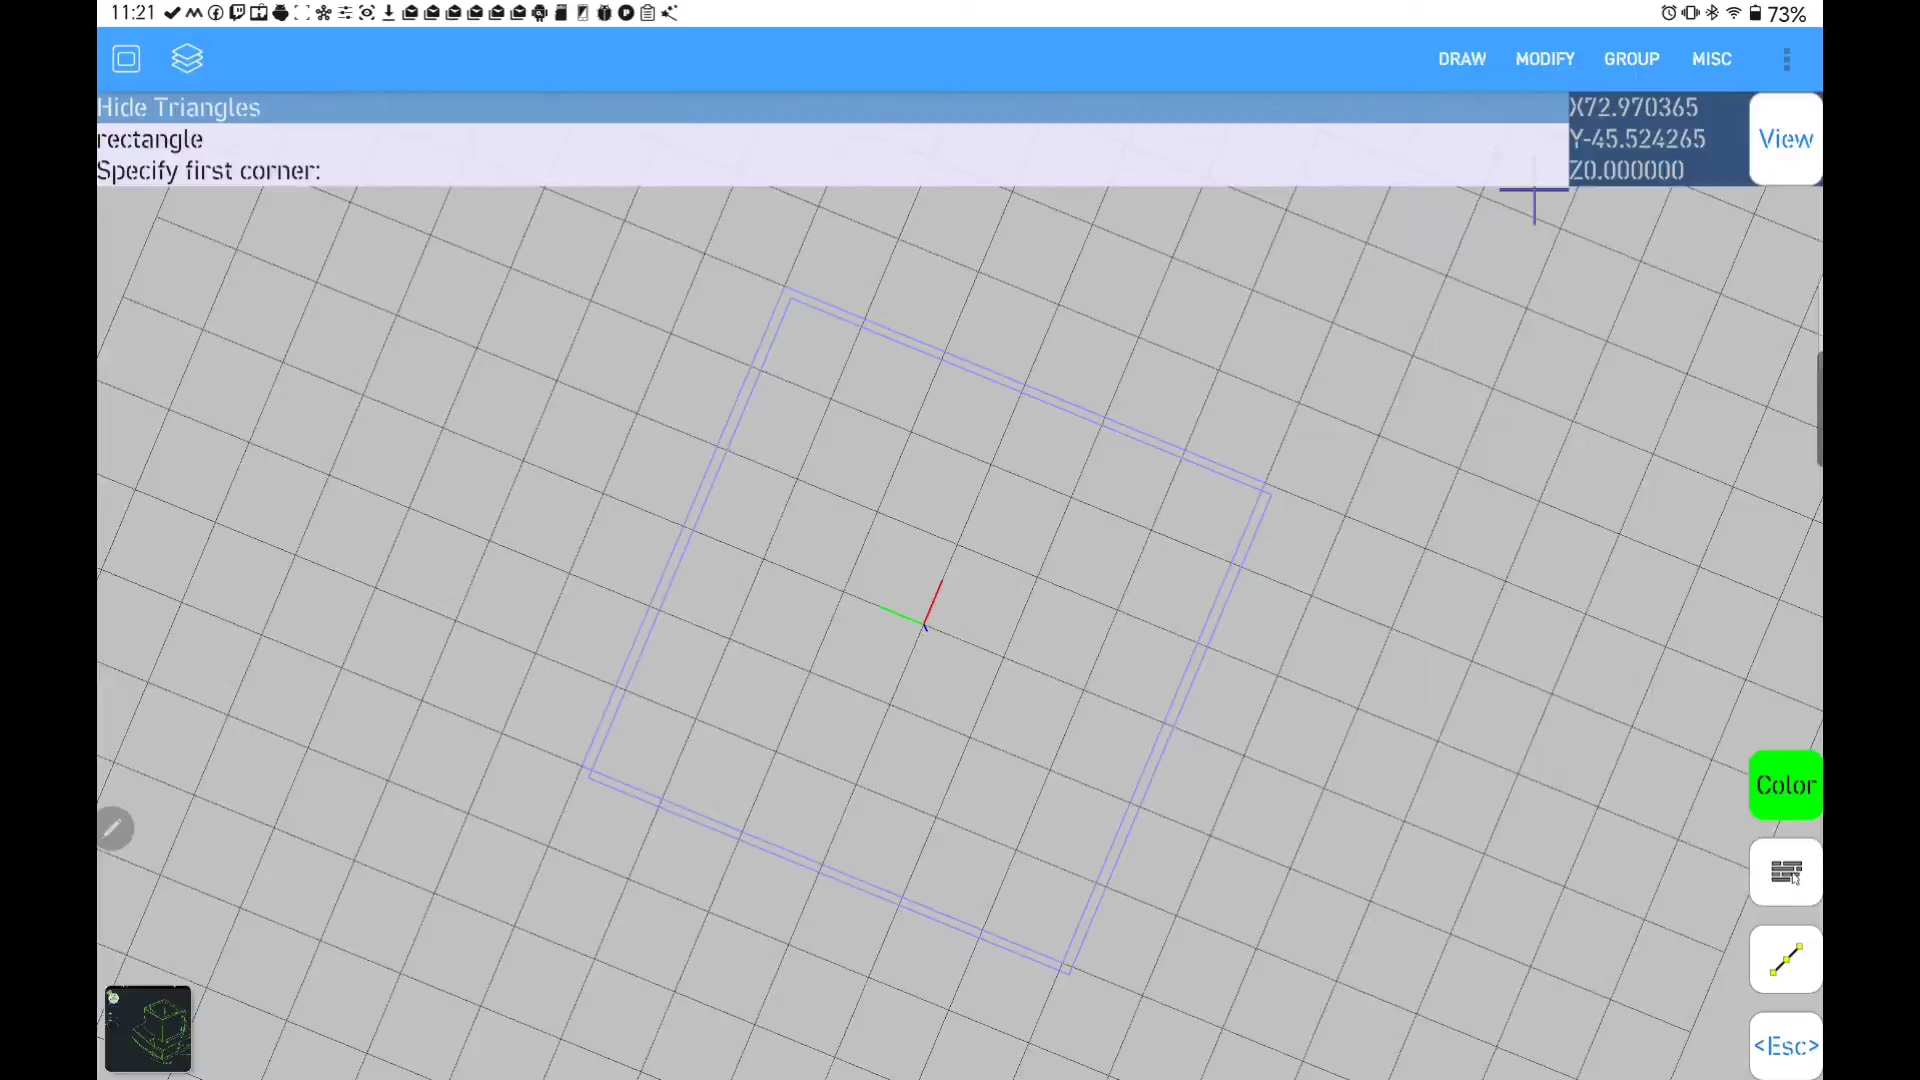 11:21
73%
DRAW MODIFY GROUP MISC
Hide Triangles
rectangle
Specify first corner:
X72.970365
Y-45.524265
Z0.000000
View
Color
<Esc>